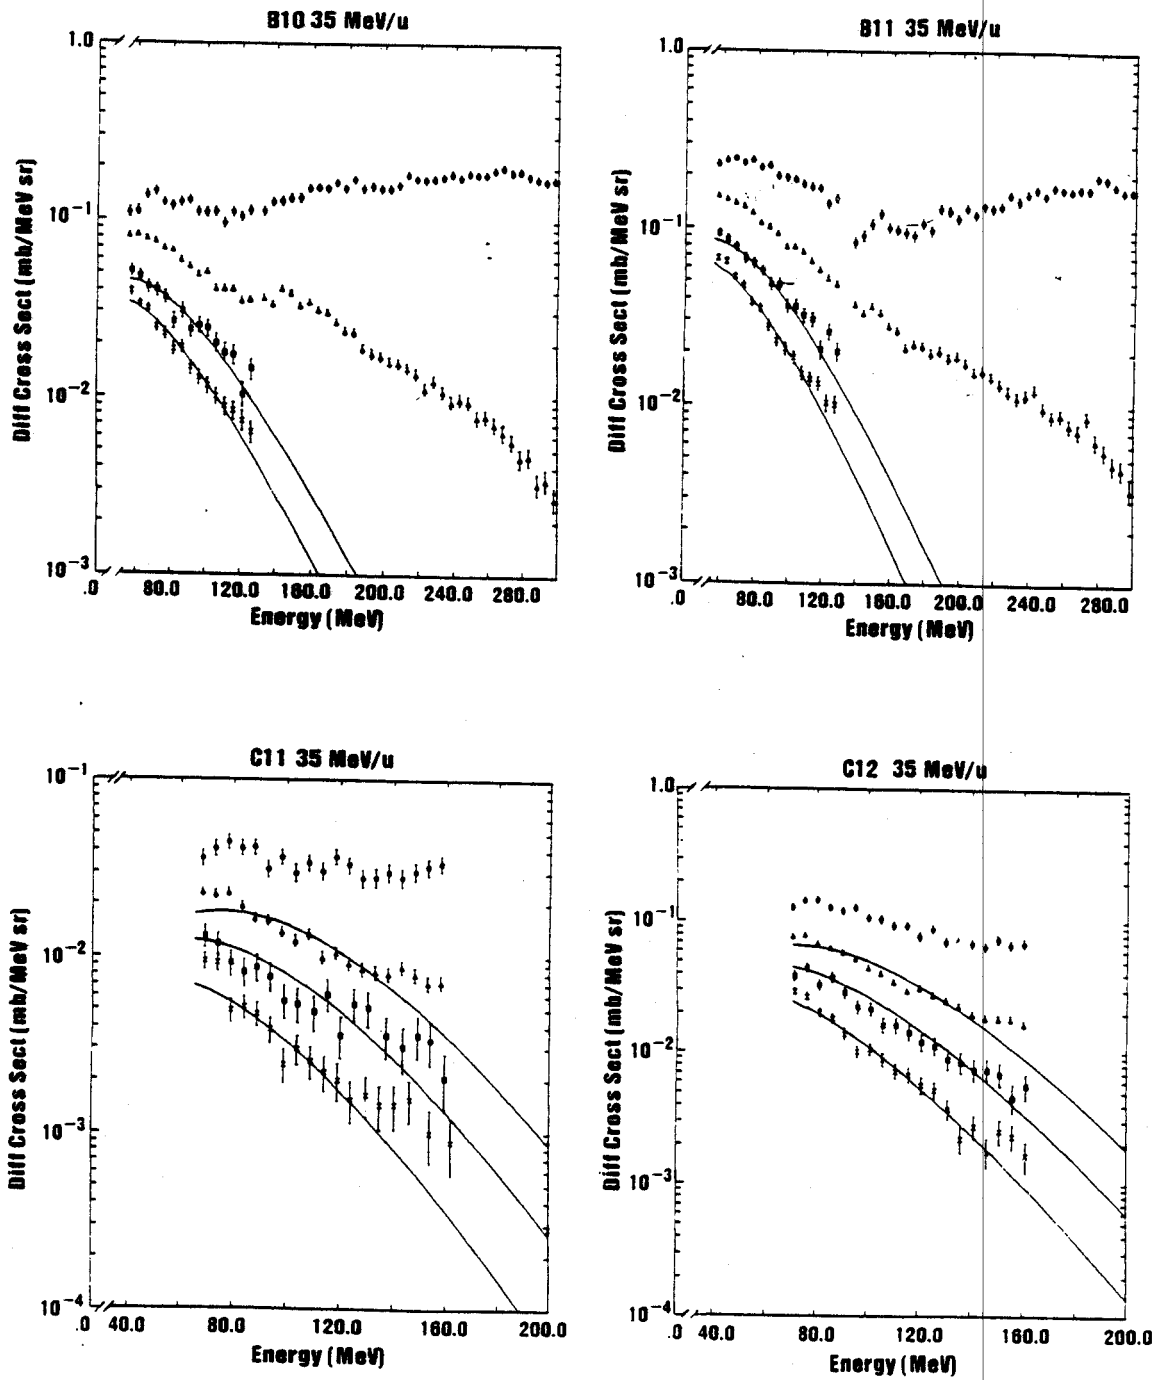 B10 35 MeV/u
1.0
10-1
10-2
10-3
Diff Cross Sect (mb/MeV sr)
.0 80.0 120.0 160.0 200.0 240.0 280.0
Energy (MeV)
B11 35 MeV/u
1.0
10-1
10-2
10-3
Diff Cross Sect (mb/MeV sr)
.0 80.0 120.0 160.0 200.0 240.0 280.0
Energy (MeV)
C11 35 MeV/u
10-1
10-2
10-3
10-4
Diff Cross Sect (mb/MeV sr)
.0 40.0 80.0 120.0 160.0 200.0
Energy (MeV)
C12 35 MeV/u
1.0
10-1
10-2
10-3
10-4
Diff Cross Sect (mb/MeV sr)
.0 40.0 80.0 120.0 160.0 200.0
Energy (MeV)